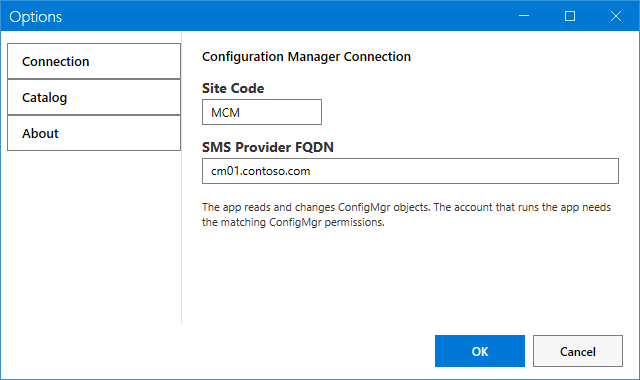 Options
Connection
Catalog
About
Configuration Manager Connection
Site Code
MCM
SMS Provider FQDN
cm01.contoso.com
The app reads and changes ConfigMgr objects. The account that runs the app needs
the matching ConfigMgr permissions.
OK
Cancel